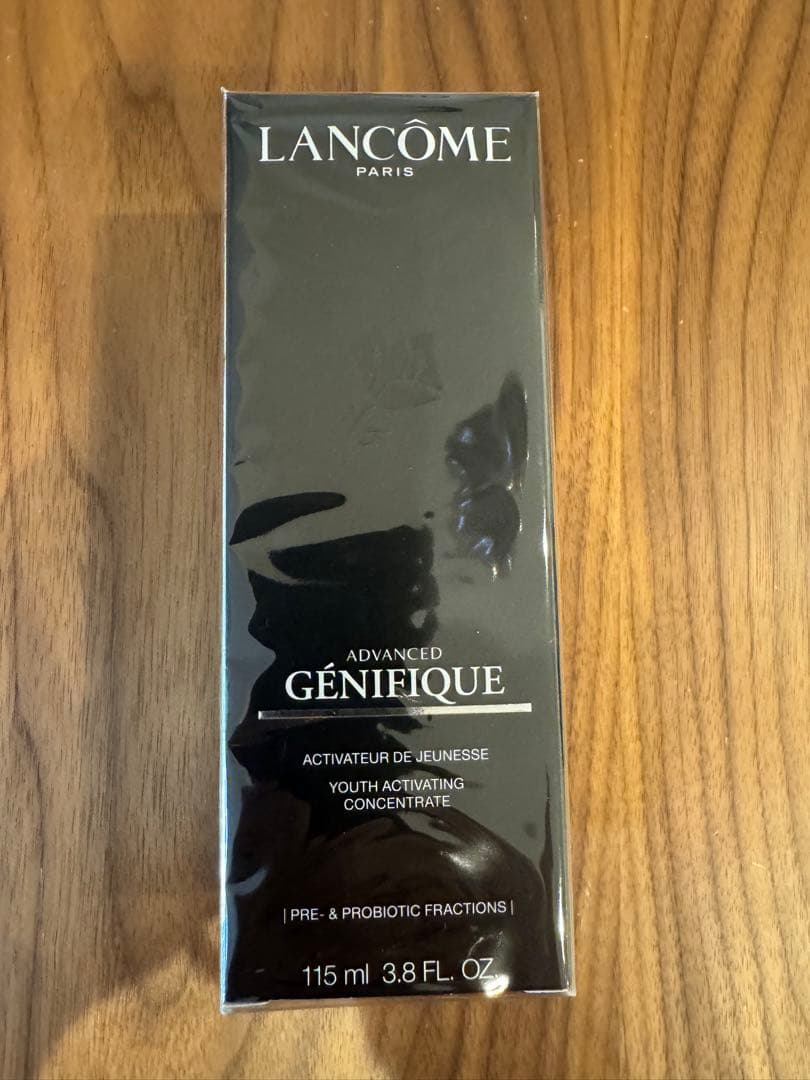 LANCÔME
PARIS
ADVANCED
GÉNIFIQUE
ACTIVATEUR DE JEUNESSE
YOUTH ACTIVATING
CONCENTRATE
| PRE- & PROBIOTIC FRACTIONS |
115 ml 3.8 FL. OZ.